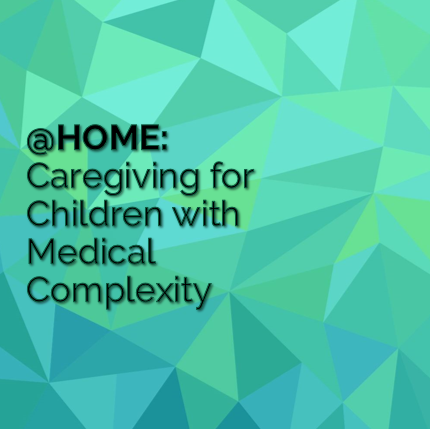 @HOME:
Caregiving for
Children with
Medical
Complexity